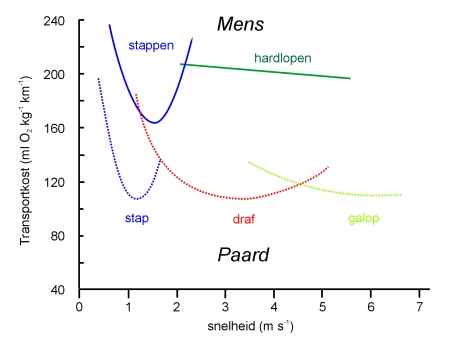 Mens
240
stappen
hardlopen
200
160
120
80
40
Transportkost (ml O₂ kg⁻¹ km⁻¹)
stap
draf
galop
Paard
0 1 2 3 4 5 6 7
snelheid (m s⁻¹)